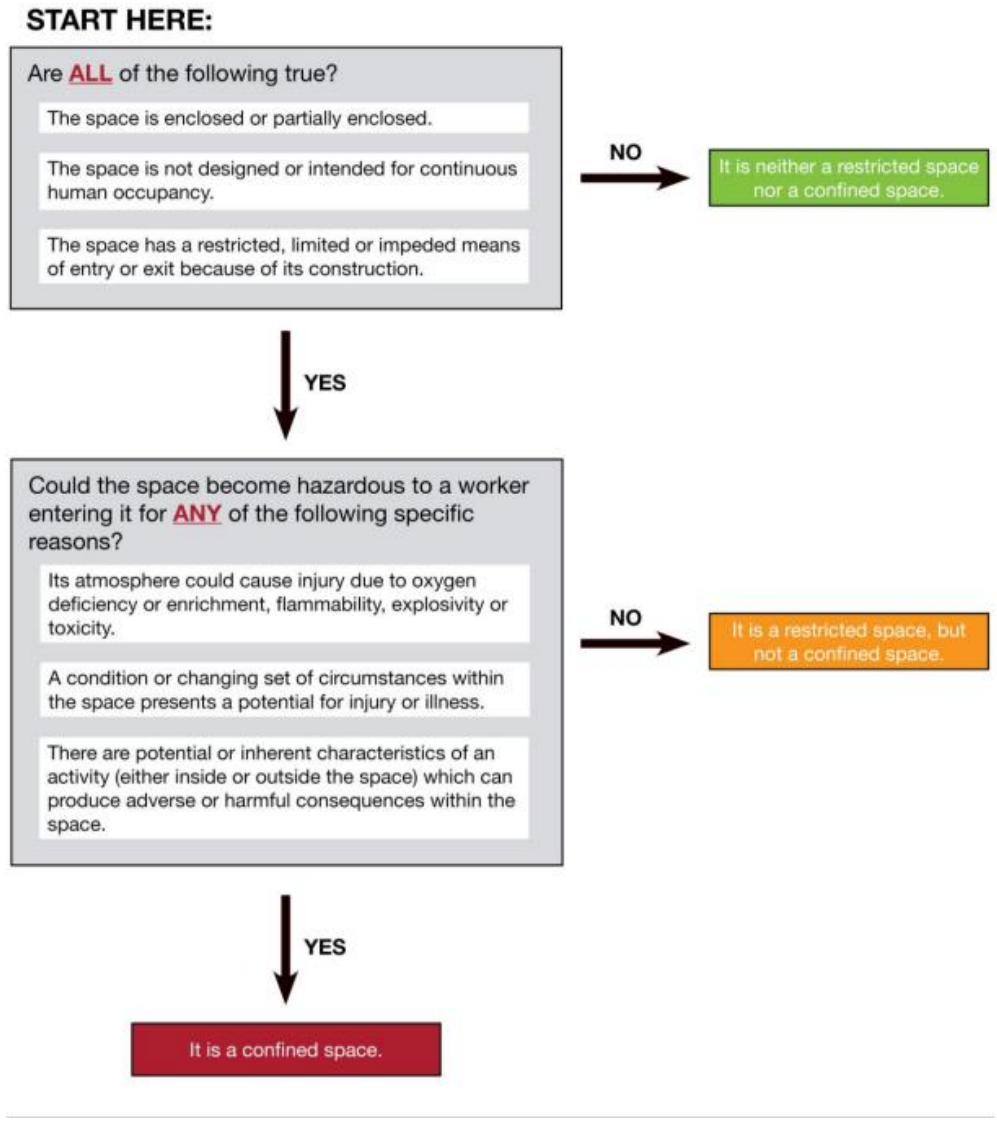 START HERE:
Are ALL of the following true?
The space is enclosed or partially enclosed.
The space is not designed or intended for continuous
human occupancy.
The space has a restricted, limited or impeded means
of entry or exit because of its construction.
NO
It is neither a restricted space
nor a confined space.
YES
Could the space become hazardous to a worker
entering it for ANY of the following specific
reasons?
Its atmosphere could cause injury due to oxygen
deficiency or enrichment, flammability, explosivity or
toxicity.
A condition or changing set of circumstances within
the space presents a potential for injury or illness.
There are potential or inherent characteristics of an
activity (either inside or outside the space) which can
produce adverse or harmful consequences within the
space.
NO
It is a restricted space, but
not a confined space.
YES
It is a confined space.